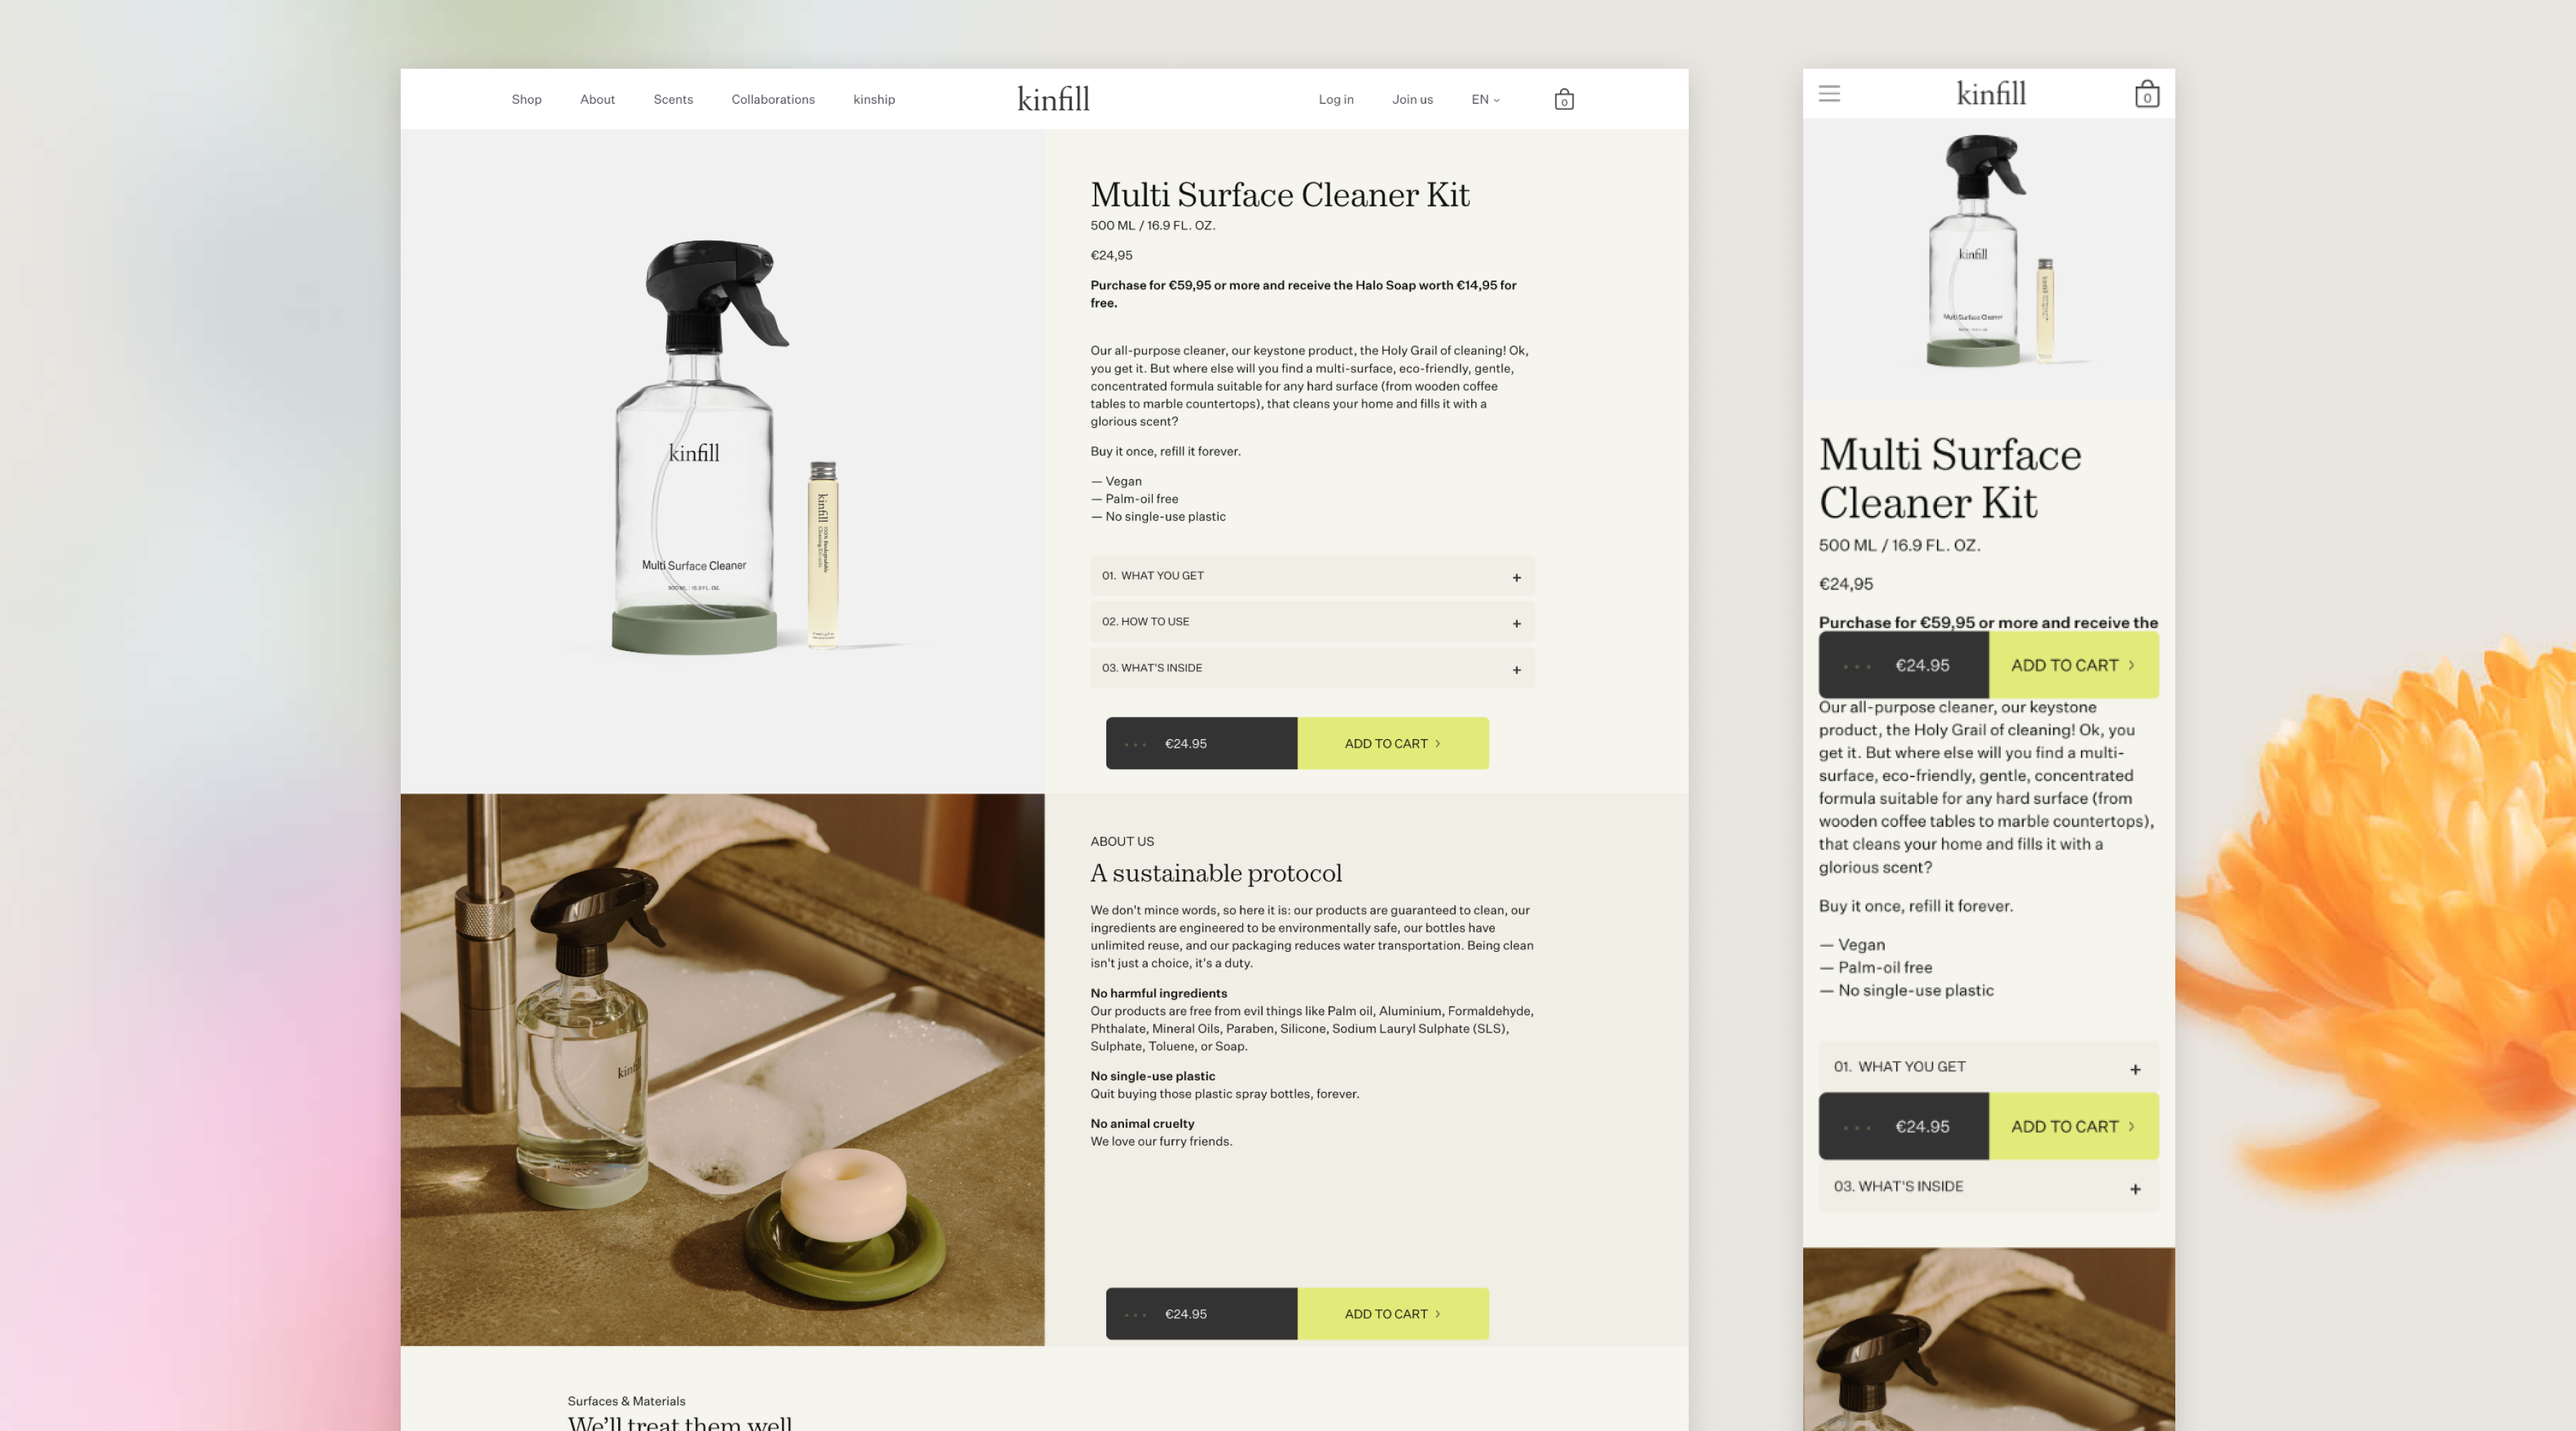 Shop
About
Scents
Collaborations
kinship
kinfill
Log in
Join us
EN
0
kinfill
Multi Surface Cleaner
500 ML / 16.9 FL. OZ.
kinfill
100% Biodegradable
Multi Surface Cleaner Kit
500 ML / 16.9 FL. OZ.
€24,95
Purchase for €59,95 or more and receive the Halo Soap worth €14,95 for
free.
Our all-purpose cleaner, our keystone product, the Holy Grail of cleaning! Ok,
you get it. But where else will you find a multi-surface, eco-friendly, gentle,
concentrated formula suitable for any hard surface (from wooden coffee
tables to marble countertops), that cleans your home and fills it with a
glorious scent?
Buy it once, refill it forever.
— Vegan
— Palm-oil free
— No single-use plastic
01. WHAT YOU GET +
02. HOW TO USE +
03. WHAT'S INSIDE +
€24.95
ADD TO CART
ABOUT US
A sustainable protocol
We don't mince words, so here it is: our products are guaranteed to clean, our
ingredients are engineered to be environmentally safe, our bottles have
unlimited reuse, and our packaging reduces water transportation. Being clean
isn't just a choice, it's a duty.
No harmful ingredients
Our products are free from evil things like Palm oil, Aluminium, Formaldehyde,
Phthalate, Mineral Oils, Paraben, Silicone, Sodium Lauryl Sulphate (SLS),
Sulphate, Toluene, or Soap.
No single-use plastic
Quit buying those plastic spray bottles, forever.
No animal cruelty
We love our furry friends.
€24.95
ADD TO CART
Surfaces & Materials
We'll treat them well
kinfill
0
kinfill
Multi Surface Cleaner
Multi Surface
Cleaner Kit
500 ML / 16.9 FL. OZ.
€24,95
Purchase for €59,95 or more and receive the
€24.95
ADD TO CART
Our all-purpose cleaner, our keystone
product, the Holy Grail of cleaning! Ok, you
get it. But where else will you find a multi-
surface, eco-friendly, gentle, concentrated
formula suitable for any hard surface (from
wooden coffee tables to marble countertops),
that cleans your home and fills it with a
glorious scent?
Buy it once, refill it forever.
— Vegan
— Palm-oil free
— No single-use plastic
01. WHAT YOU GET +
€24.95
ADD TO CART
03. WHAT'S INSIDE +